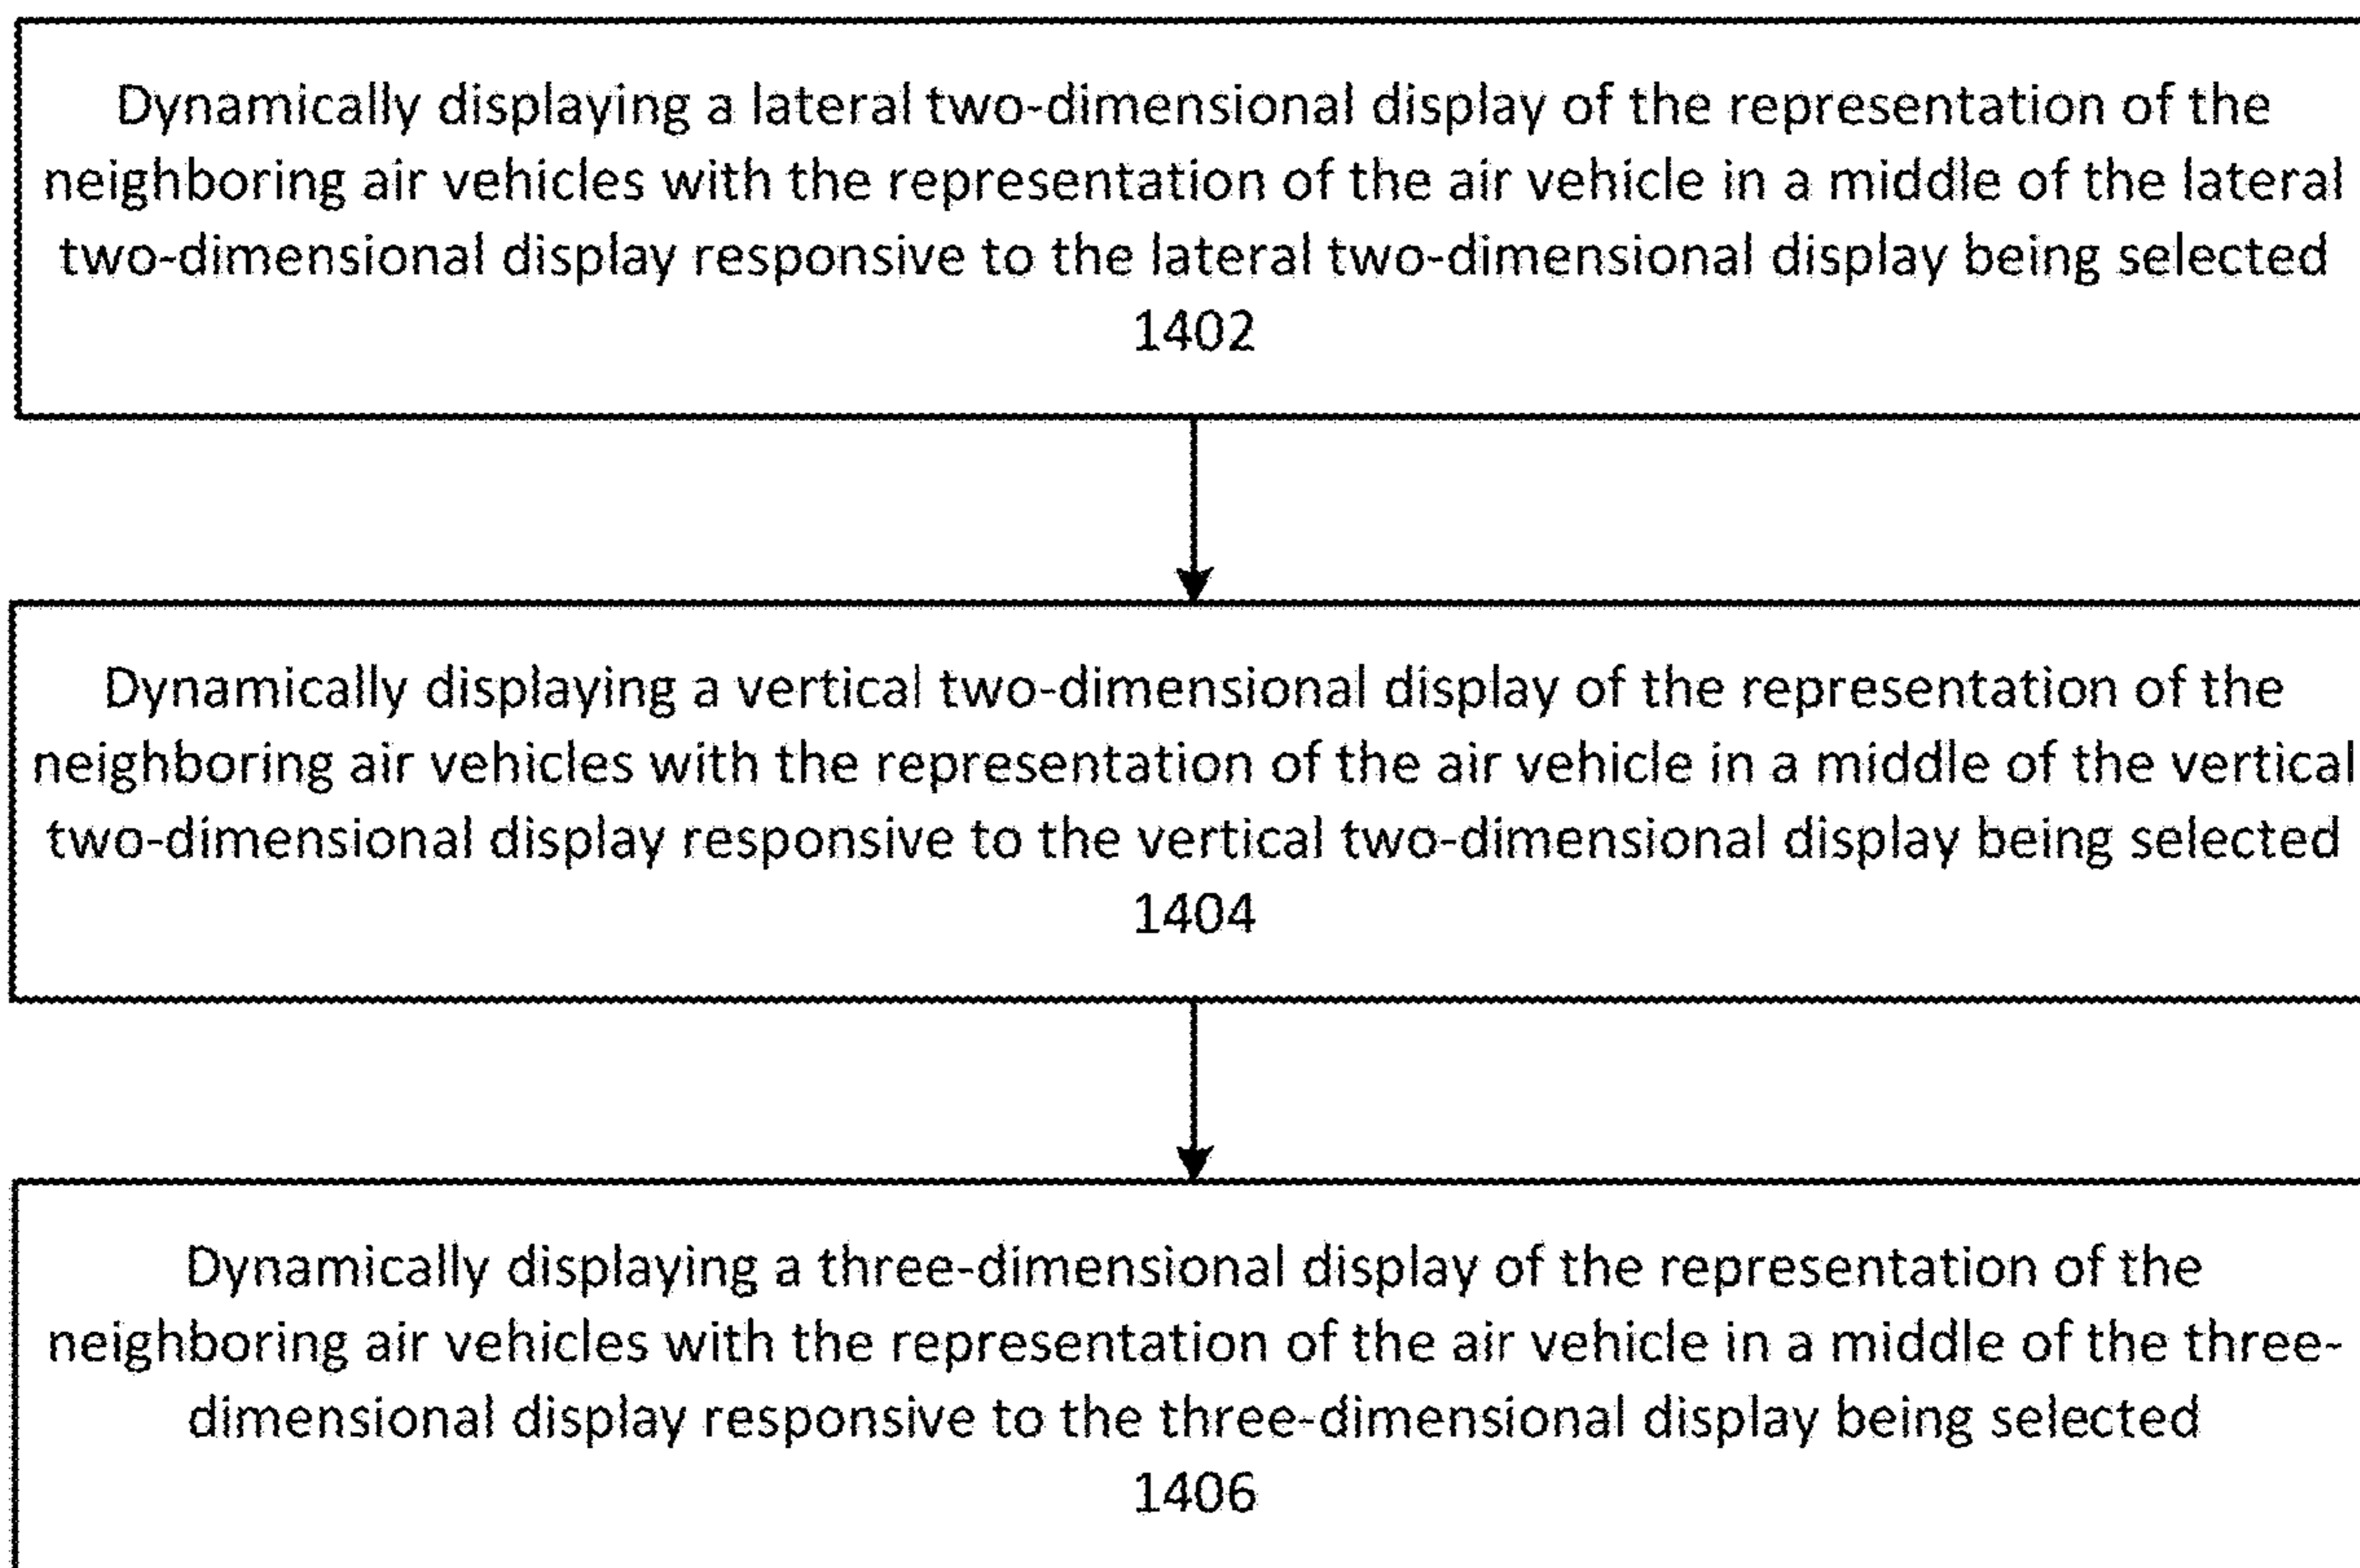 Dynamically displaying a lateral two-dimensional display of the representation of the
neighboring air vehicles with the representation of the air vehicle in a middle of the lateral
two-dimensional display responsive to the lateral two-dimensional display being selected
1402
Dynamically displaying a vertical two-dimensional display of the representation of the
neighboring air vehicles with the representation of the air vehicle in a middle of the vertical
two-dimensional display responsive to the vertical two-dimensional display being selected
1404
Dynamically displaying a three-dimensional display of the representation of the
neighboring air vehicles with the representation of the air vehicle in a middle of the three-
dimensional display responsive to the three-dimensional display being selected
1406